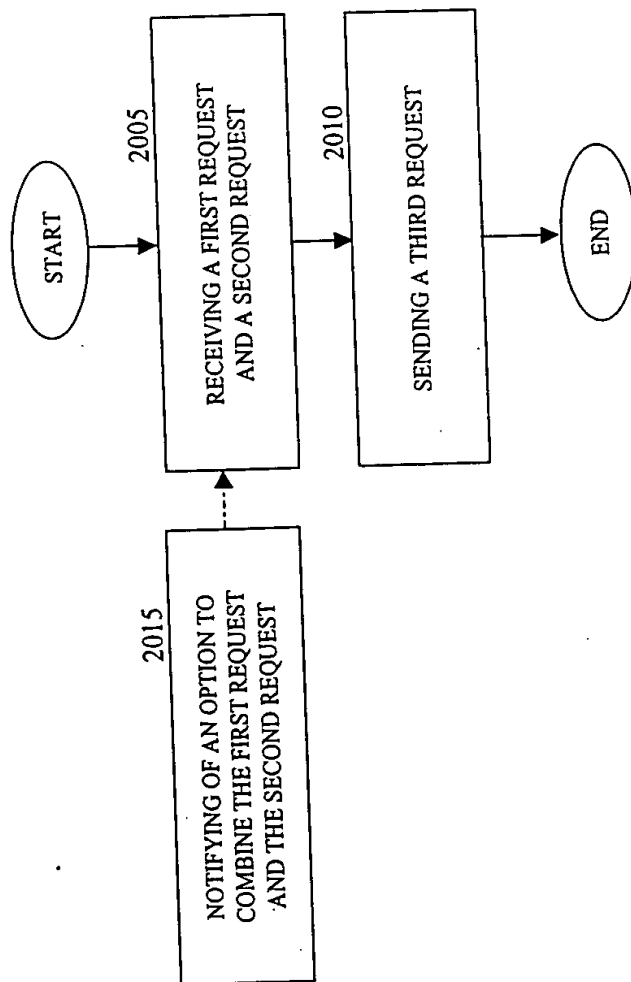 START
2005
RECEIVING A FIRST REQUEST
AND A SECOND REQUEST
2010
SENDING A THIRD REQUEST
END
2015
NOTIFYING OF AN OPTION TO
COMBINE THE FIRST REQUEST
AND THE SECOND REQUEST